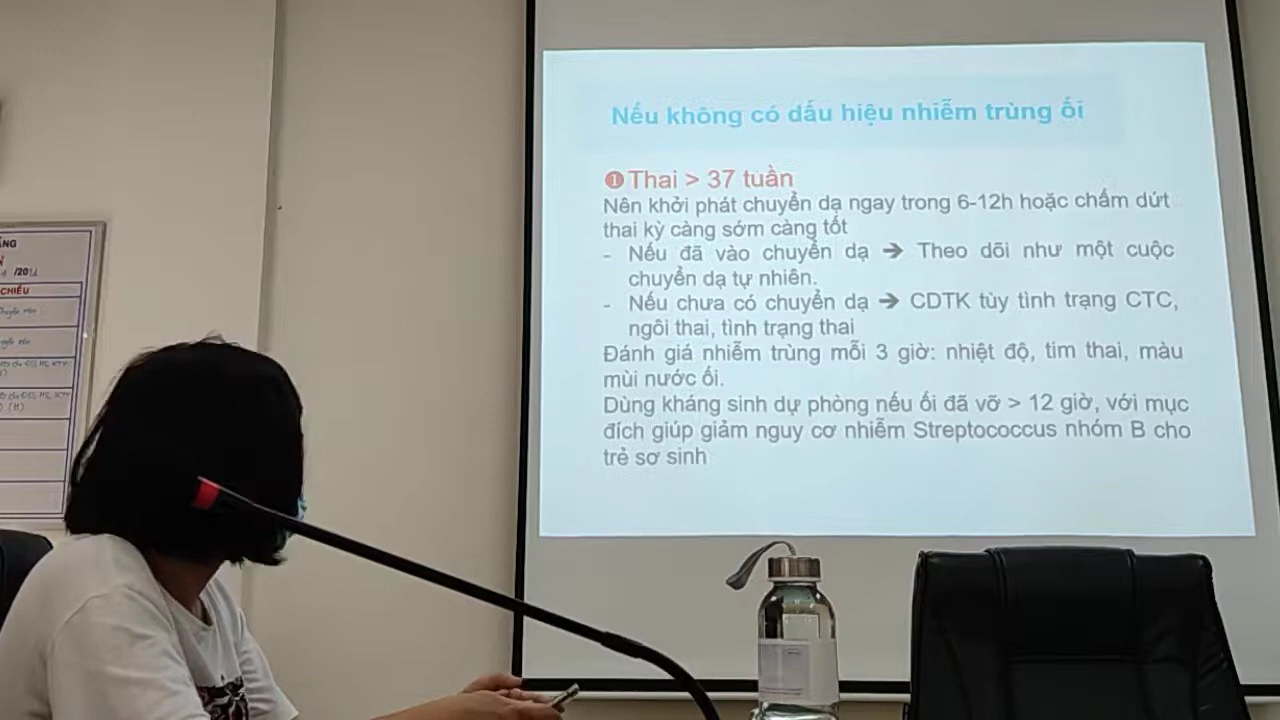 Nếu không có dấu hiệu nhiễm trùng ối
❶ Thai > 37 tuần
Nên khởi phát chuyển dạ ngay trong 6-12h hoặc chấm dứt
thai kỳ càng sớm càng tốt
- Nếu đã vào chuyển dạ ➔ Theo dõi như một cuộc
chuyển dạ tự nhiên.
- Nếu chưa có chuyển dạ ➔ CDTK tùy tình trạng CTC,
ngôi thai, tình trạng thai
Đánh giá nhiễm trùng mỗi 3 giờ: nhiệt độ, tim thai, màu
mùi nước ối.
Dùng kháng sinh dự phòng nếu ối đã vỡ > 12 giờ, với mục
đích giúp giảm nguy cơ nhiễm Streptococcus nhóm B cho
trẻ sơ sinh
CHIỀU